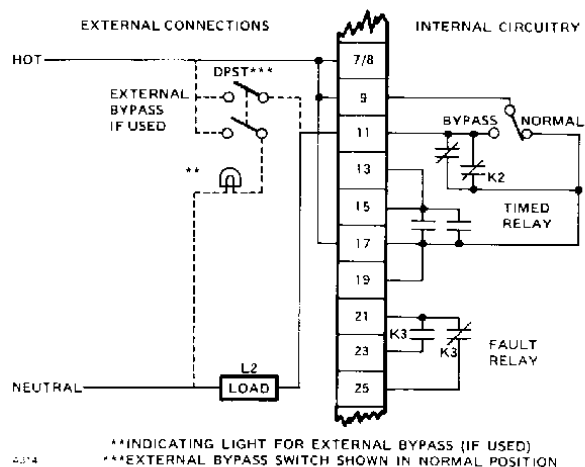 EXTERNAL CONNECTIONS
INTERNAL CIRCUITRY
HOT
DPST***
EXTERNAL
BYPASS
IF USED
**
7/8
9
11
13
15
17
19
21
23
25
BYPASS
NORMAL
K2
TIMED
RELAY
K3
K3
FAULT
RELAY
L2
NEUTRAL
LOAD
**INDICATING LIGHT FOR EXTERNAL BYPASS (IF USED)
***EXTERNAL BYPASS SWITCH SHOWN IN NORMAL POSITION